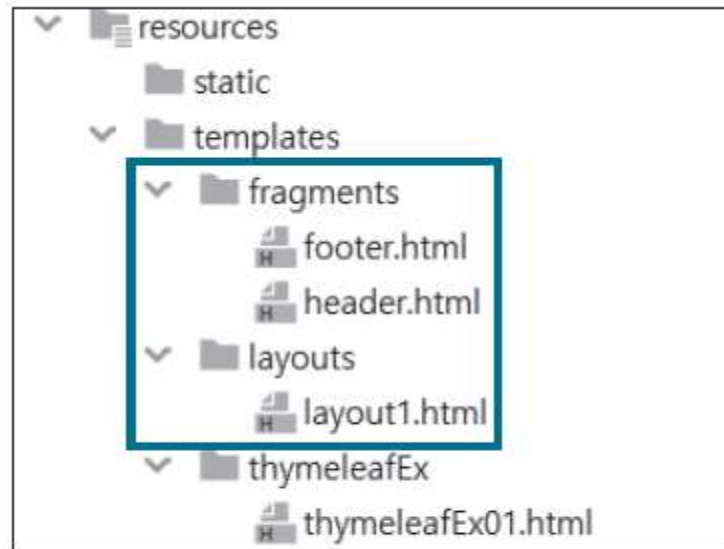 resources
static
templates
fragments
H footer.html
H header.html
layouts
H layout1.html
thymeleafEx
H thymeleafEx01.html